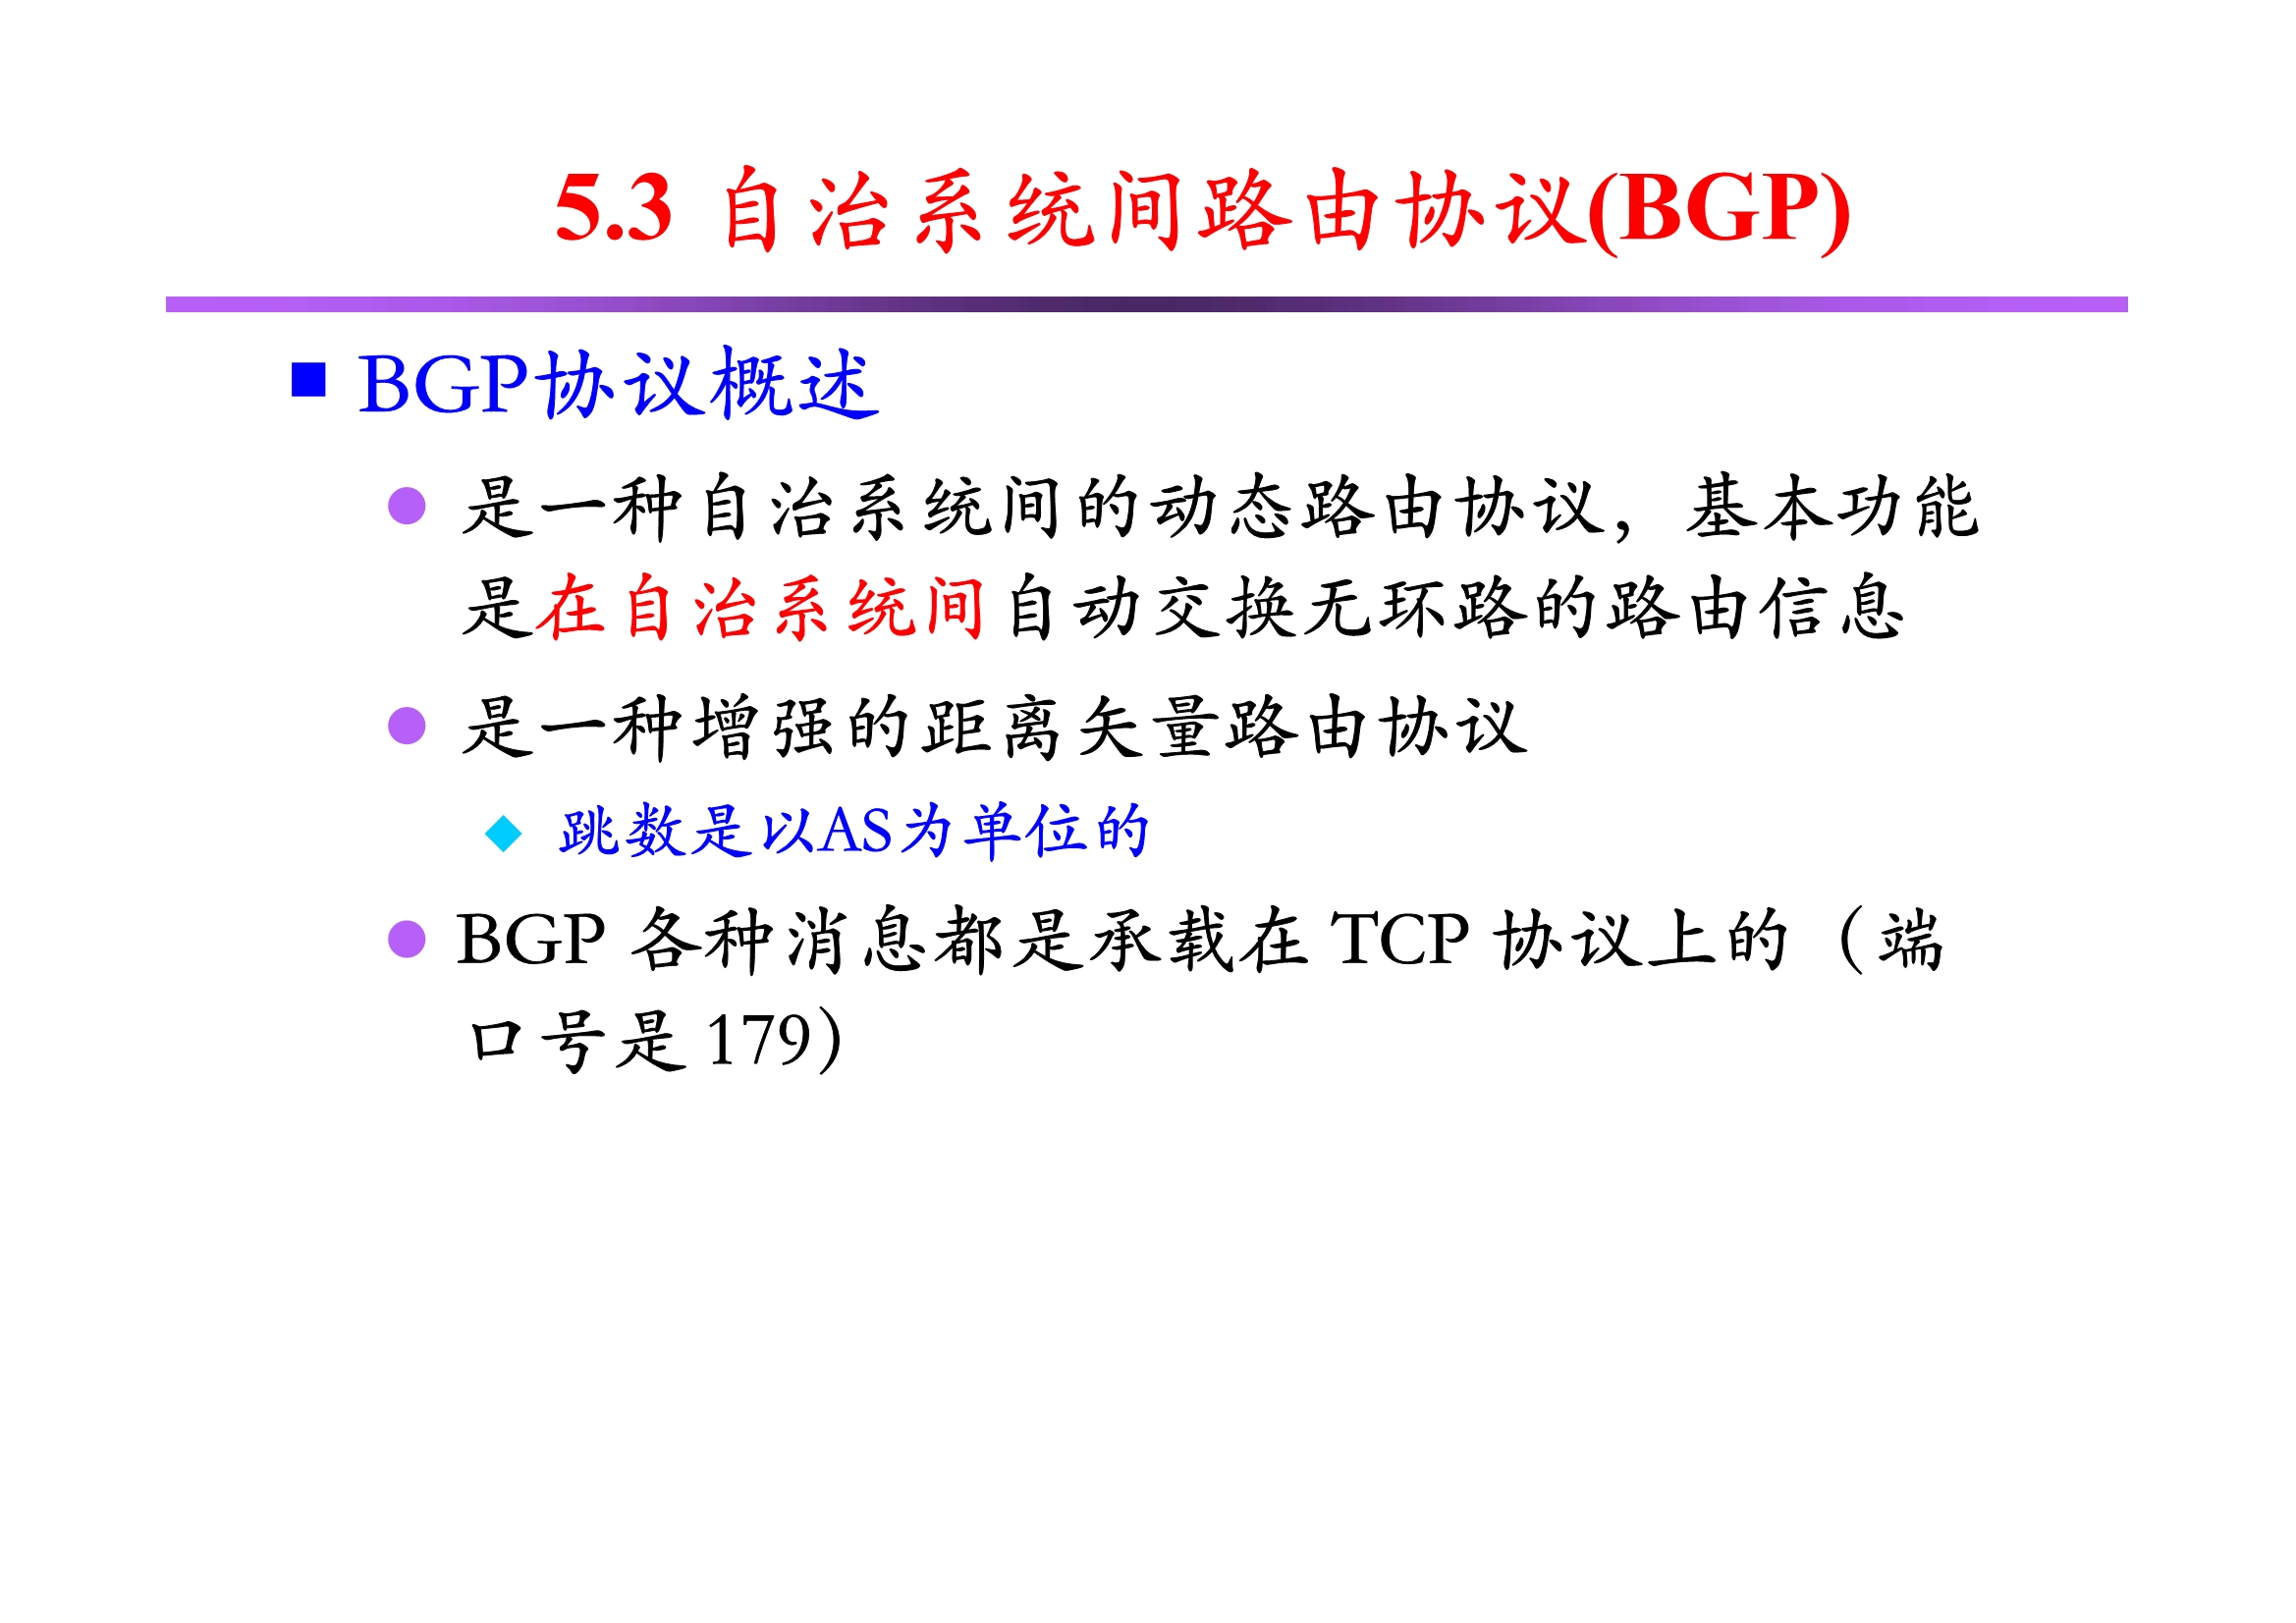 5.3 自治系统间路由协议(BGP)
BGP协议概述
是一种自治系统间的动态路由协议，基本功能
是在自治系统间自动交换无环路的路由信息
是一种增强的距离矢量路由协议
跳数是以AS为单位的
BGP 各种消息都是承载在 TCP 协议上的（端
口号是 179）